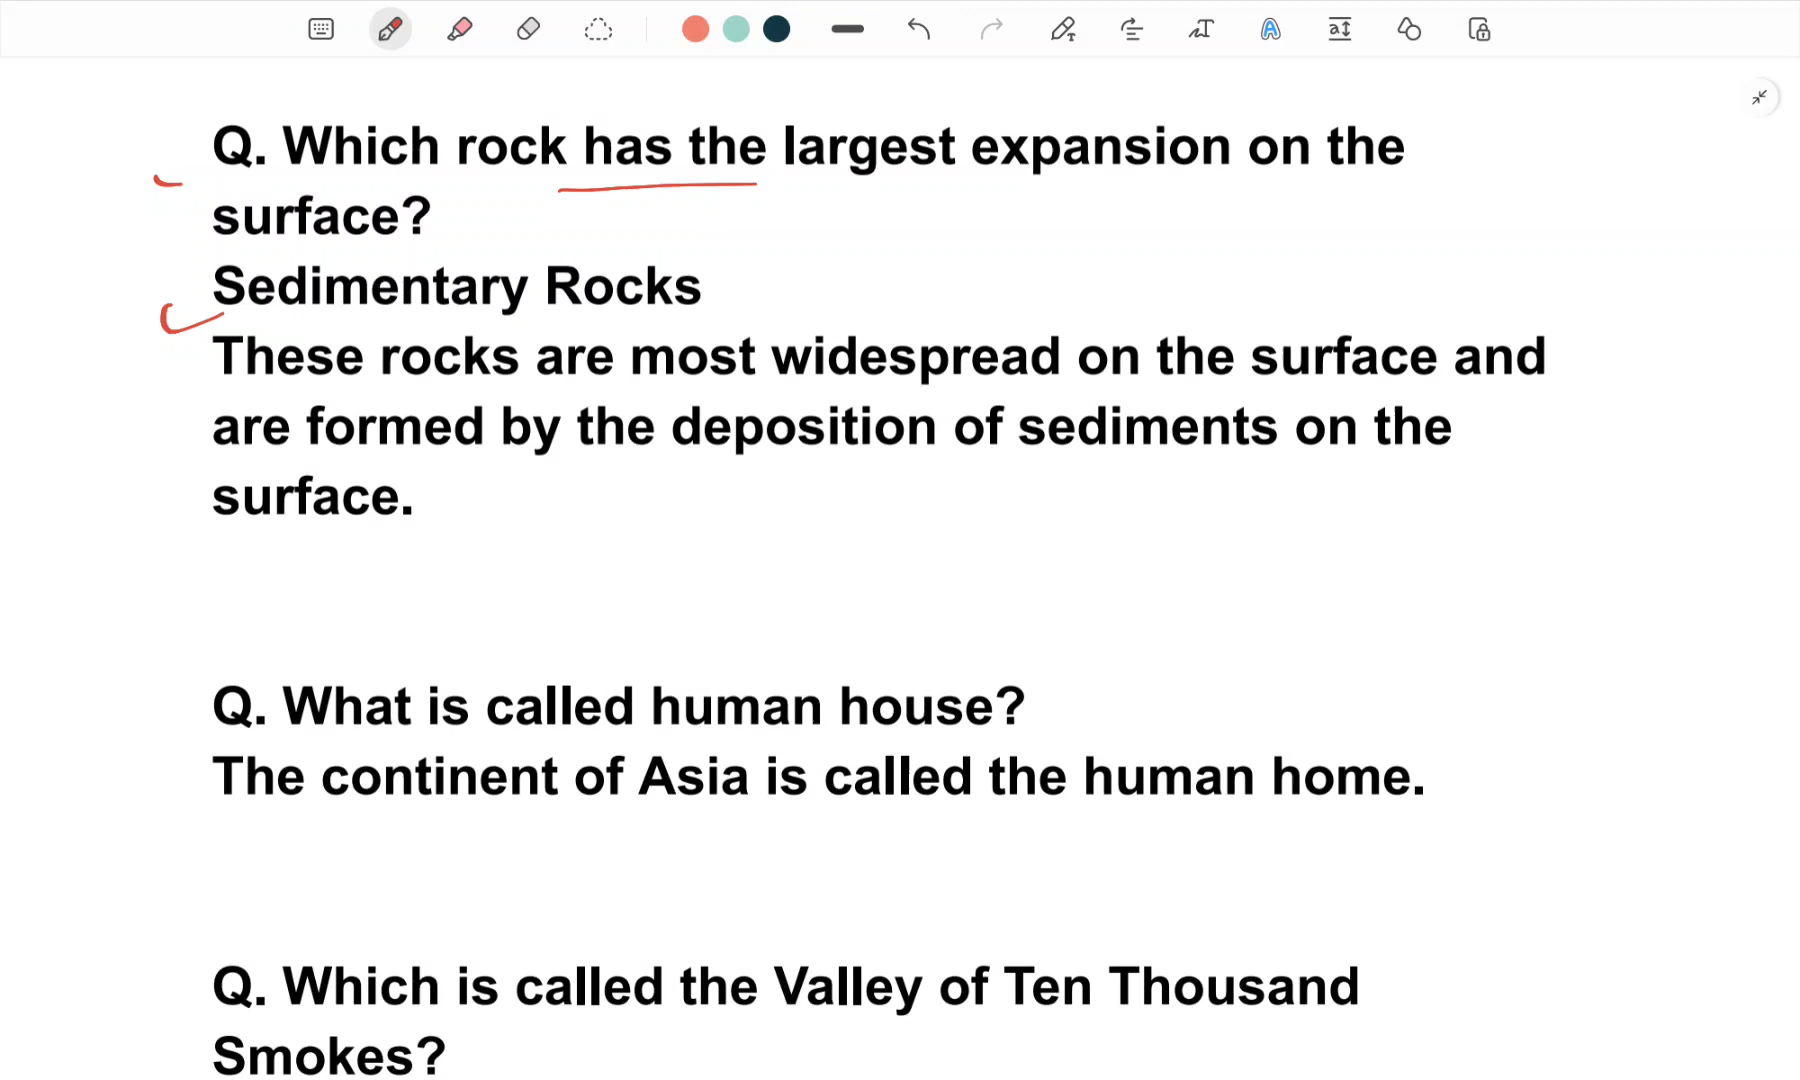 Q. Which rock has the largest expansion on the
surface?
Sedimentary Rocks
These rocks are most widespread on the surface and
are formed by the deposition of sediments on the
surface.
Q. What is called human house?
The continent of Asia is called the human home.
Q. Which is called the Valley of Ten Thousand
Smokes?